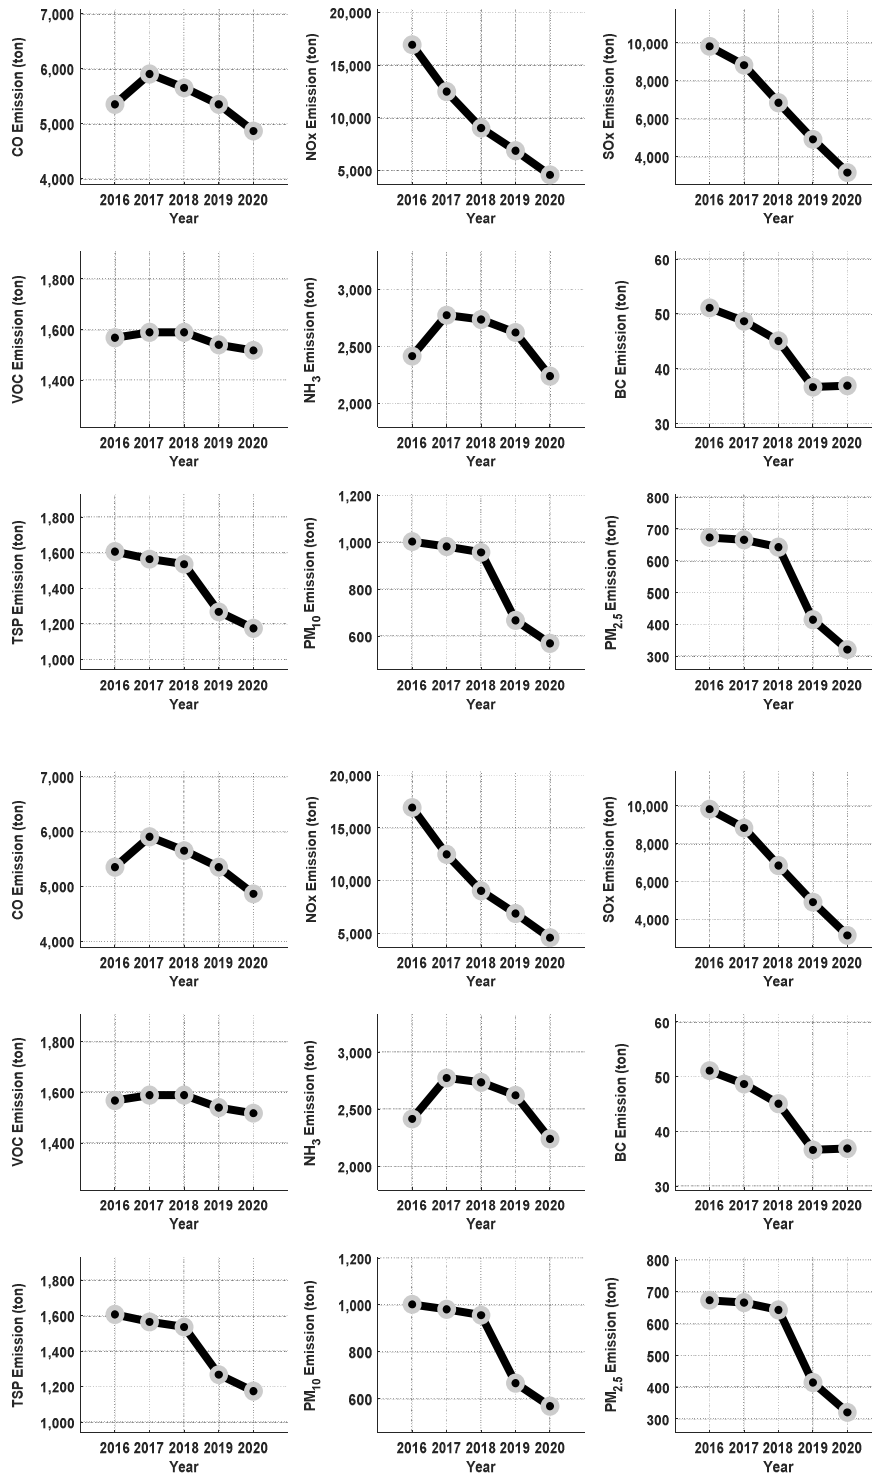 7,000
6,000
5,000
4,000
CO Emission (ton)
2016 2017 2018 2019 2020
Year
20,000
15,000
10,000
5,000
NOx Emission (ton)
2016 2017 2018 2019 2020
Year
10,000
8,000
6,000
4,000
SOx Emission (ton)
2016 2017 2018 2019 2020
Year
1,800
1,600
1,400
VOC Emission (ton)
2016 2017 2018 2019 2020
Year
3,000
2,500
2,000
NH3 Emission (ton)
2016 2017 2018 2019 2020
Year
60
50
40
30
BC Emission (ton)
2016 2017 2018 2019 2020
Year
1,800
1,600
1,400
1,200
1,000
TSP Emission (ton)
2016 2017 2018 2019 2020
Year
1,200
1,000
800
600
PM10 Emission (ton)
2016 2017 2018 2019 2020
Year
800
700
600
500
400
300
PM2.5 Emission (ton)
2016 2017 2018 2019 2020
Year
7,000
6,000
5,000
4,000
CO Emission (ton)
2016 2017 2018 2019 2020
Year
20,000
15,000
10,000
5,000
NOx Emission (ton)
2016 2017 2018 2019 2020
Year
10,000
8,000
6,000
4,000
SOx Emission (ton)
2016 2017 2018 2019 2020
Year
1,800
1,600
1,400
VOC Emission (ton)
2016 2017 2018 2019 2020
Year
3,000
2,500
2,000
NH3 Emission (ton)
2016 2017 2018 2019 2020
Year
60
50
40
30
BC Emission (ton)
2016 2017 2018 2019 2020
Year
1,800
1,600
1,400
1,200
1,000
TSP Emission (ton)
2016 2017 2018 2019 2020
Year
1,200
1,000
800
600
PM10 Emission (ton)
2016 2017 2018 2019 2020
Year
800
700
600
500
400
300
PM2.5 Emission (ton)
2016 2017 2018 2019 2020
Year